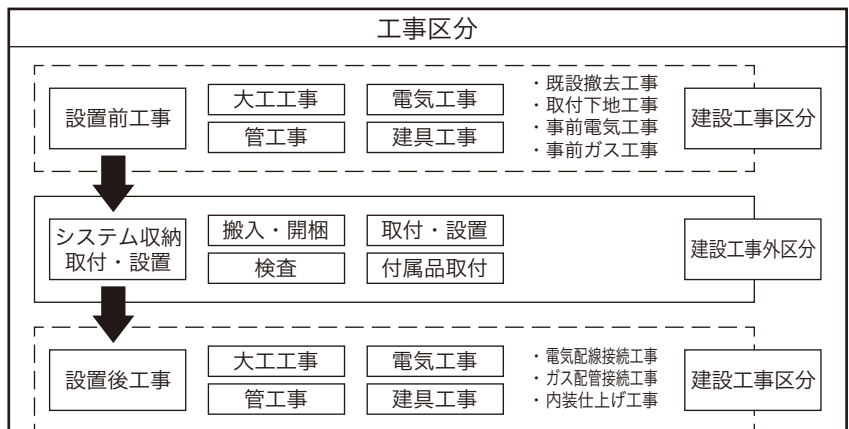 工事区分
設置前工事
大工工事
電気工事
管工事
建具工事
・既設撤去工事
・取付下地工事
・事前電気工事
・事前ガス工事
建設工事区分
システム収納
取付・設置
搬入・開梱
取付・設置
検査
付属品取付
建設工事外区分
設置後工事
大工工事
電気工事
管工事
建具工事
・電気配線接続工事
・ガス配管接続工事
・内装仕上げ工事
建設工事区分